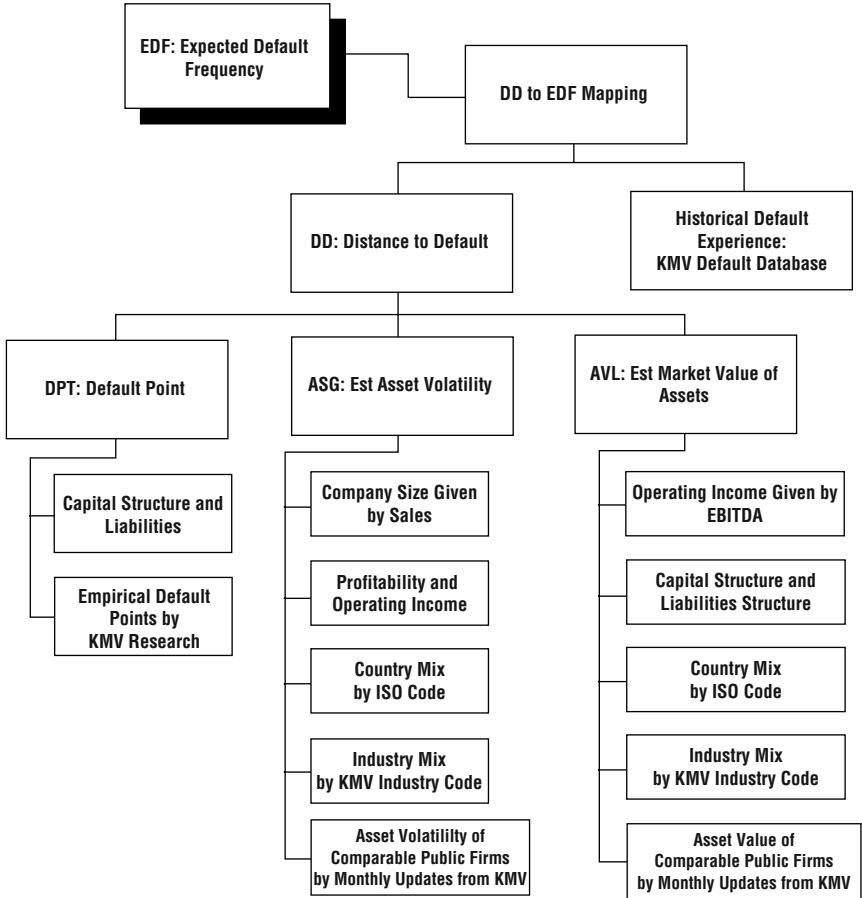 EDF: Expected Default
Frequency
DD to EDF Mapping
DD: Distance to Default
Historical Default
Experience:
KMV Default Database
DPT: Default Point
ASG: Est Asset Volatility
AVL: Est Market Value of
Assets
Capital Structure and
Liabilities
Empirical Default
Points by
KMV Research
Company Size Given
by Sales
Profitability and
Operating Income
Country Mix
by ISO Code
Industry Mix
by KMV Industry Code
Asset Volatililty of
Comparable Public Firms
by Monthly Updates from KMV
Operating Income Given by
EBITDA
Capital Structure and
Liabilities Structure
Country Mix
by ISO Code
Industry Mix
by KMV Industry Code
Asset Value of
Comparable Public Firms
by Monthly Updates from KMV